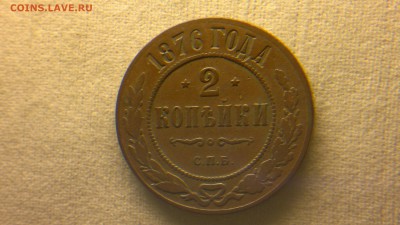 COINS.LAVE.RU
1876 ГОДА
2
КОПѢЙКИ
С.П.Б.